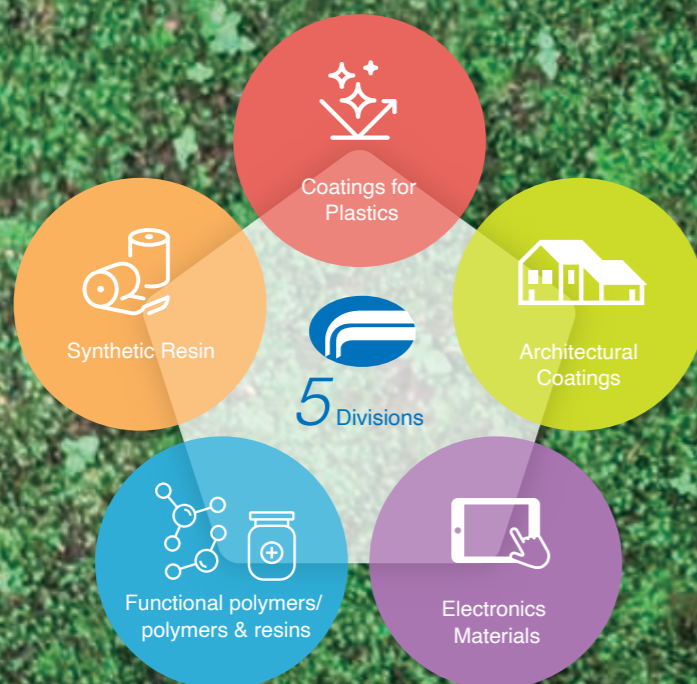 Coatings for
Plastics
Synthetic Resin
Architectural
Coatings
5 Divisions
Functional polymers/
polymers & resins
Electronics
Materials